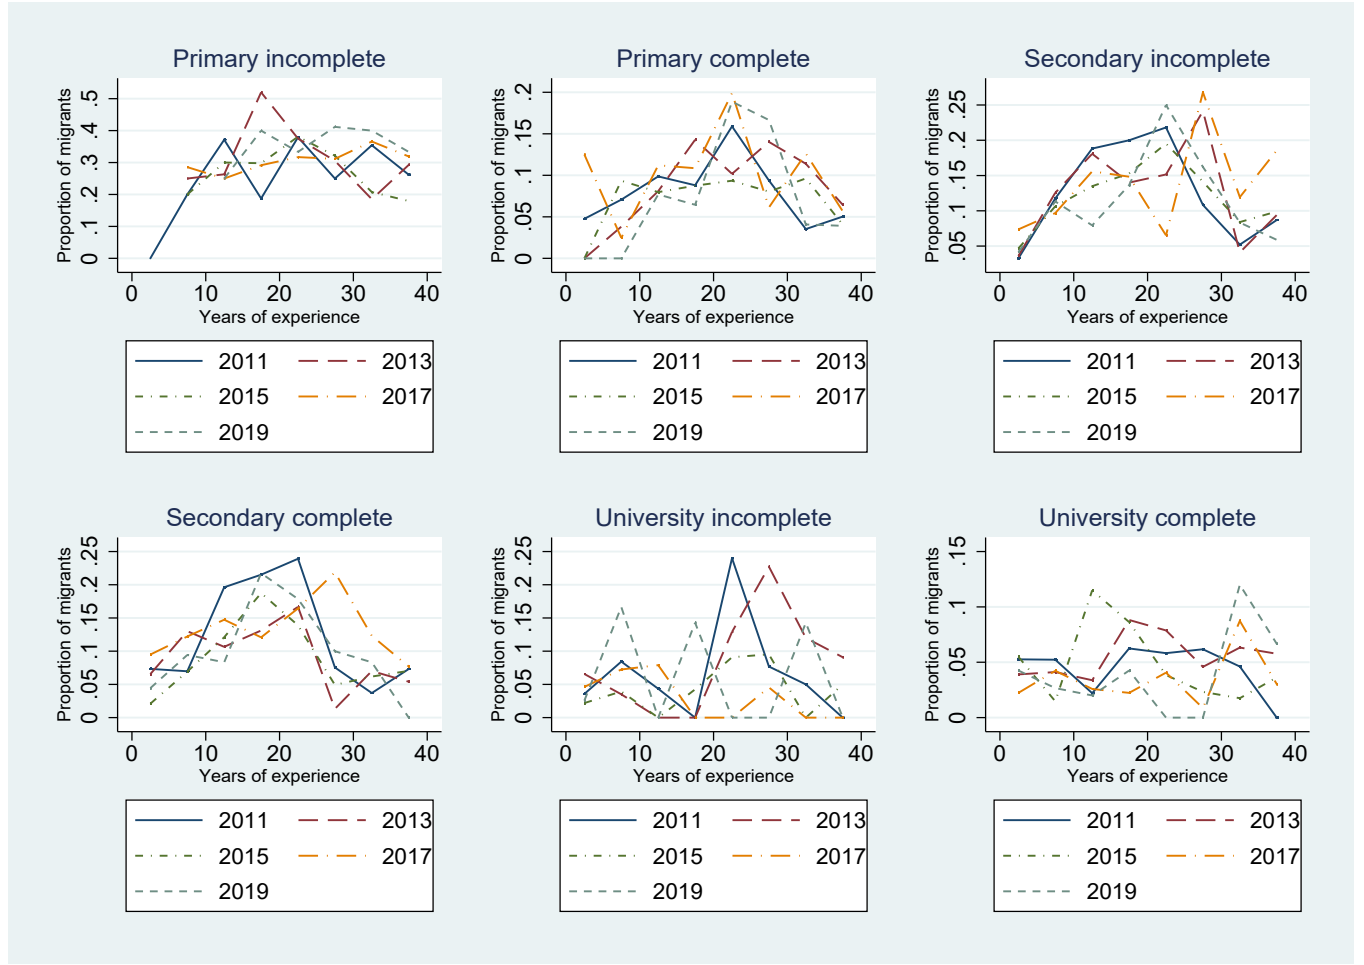 Primary incomplete
Proportion of migrants
.5
.4
.3
.2
.1
0
0 10 20 30 40
Years of experience
2011 2013
2015 2017
2019
Primary complete
Proportion of migrants
.2
.15
.1
.05
0
0 10 20 30 40
Years of experience
2011 2013
2015 2017
2019
Secondary incomplete
Proportion of migrants
.25
.2
.15
.1
.05
0 10 20 30 40
Years of experience
2011 2013
2015 2017
2019
Secondary complete
Proportion of migrants
.25
.2
.15
.1
.05
0
0 10 20 30 40
Years of experience
2011 2013
2015 2017
2019
University incomplete
Proportion of migrants
.25
.2
.15
.1
.05
0
0 10 20 30 40
Years of experience
2011 2013
2015 2017
2019
University complete
Proportion of migrants
.15
.1
.05
0
0 10 20 30 40
Years of experience
2011 2013
2015 2017
2019